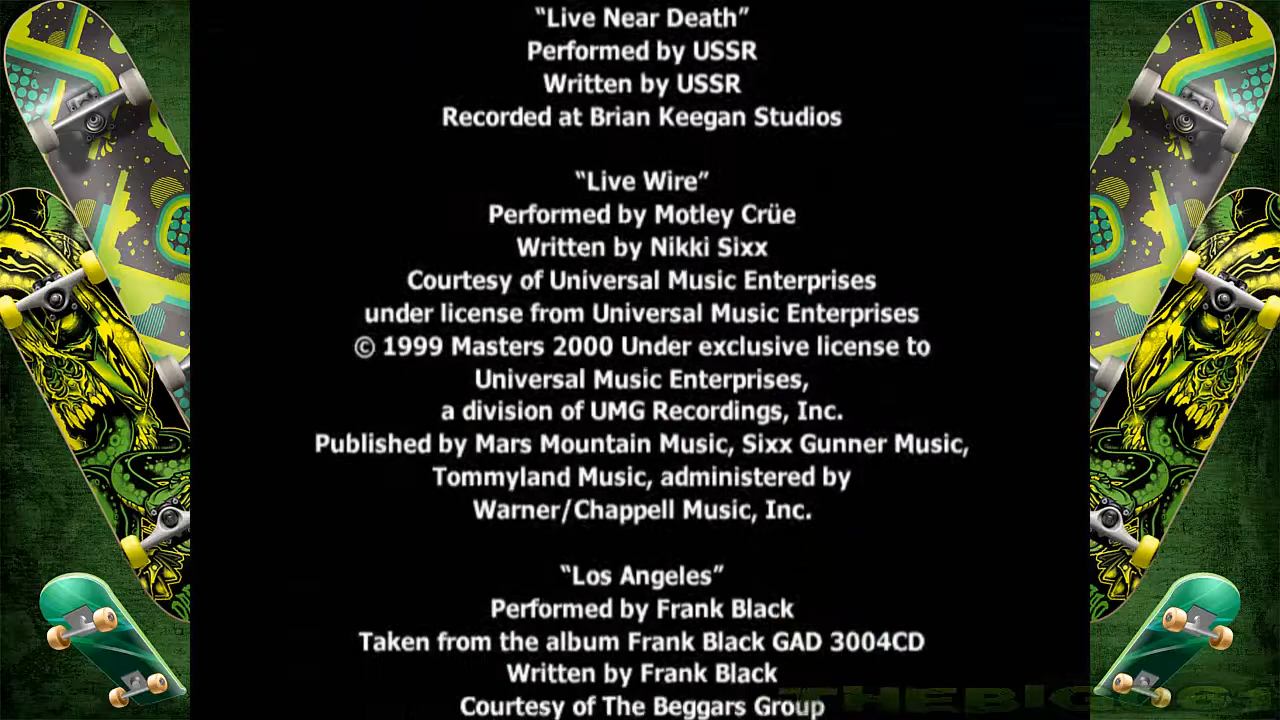 “Live Near Death”
Performed by USSR
Written by USSR
Recorded at Brian Keegan Studios
“Live Wire”
Performed by Motley Crüe
Written by Nikki Sixx
Courtesy of Universal Music Enterprises
under license from Universal Music Enterprises
© 1999 Masters 2000 Under exclusive license to
Universal Music Enterprises,
a division of UMG Recordings, Inc.
Published by Mars Mountain Music, Sixx Gunner Music,
Tommyland Music, administered by
Warner/Chappell Music, Inc.
“Los Angeles”
Performed by Frank Black
Taken from the album Frank Black GAD 3004CD
Written by Frank Black
Courtesy of The Beggars Group